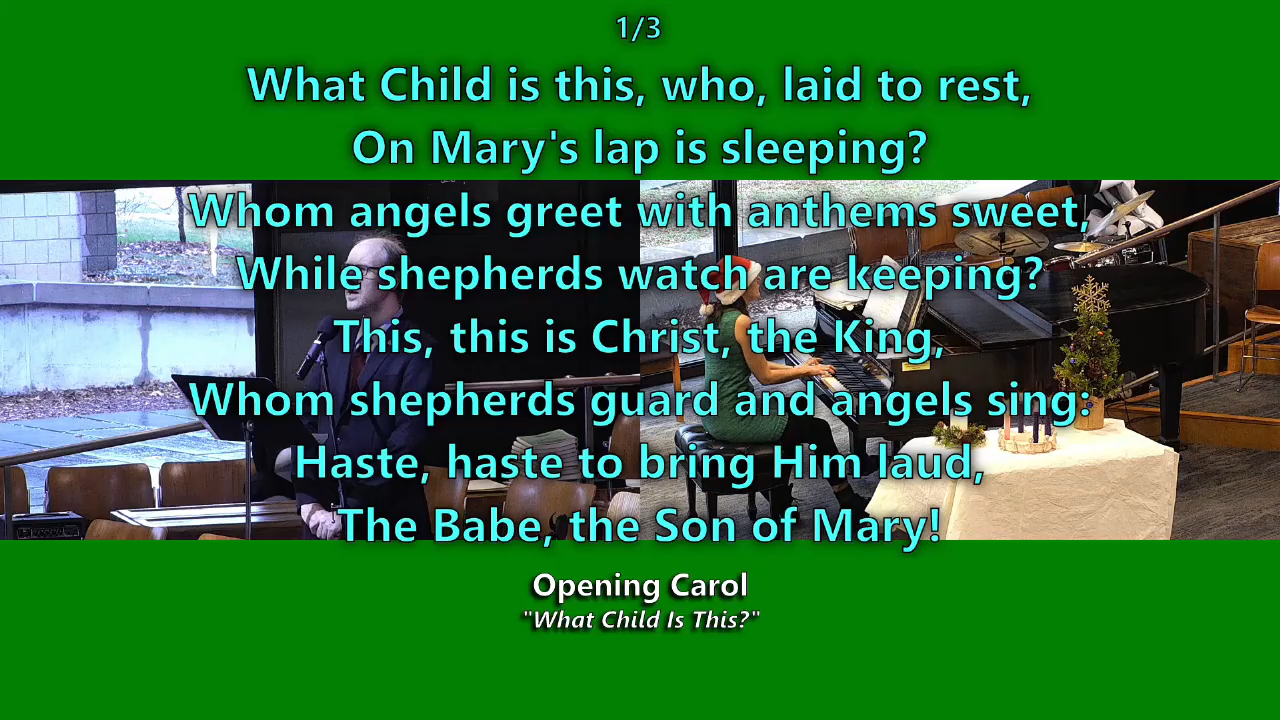 1/3
What Child is this, who, laid to rest,
On Mary's lap is sleeping?
Whom angels greet with anthems sweet,
While shepherds watch are keeping?
This, this is Christ, the King,
Whom shepherds guard and angels sing:
Haste, haste to bring Him laud,
The Babe, the Son of Mary!
Opening Carol
"What Child Is This?"